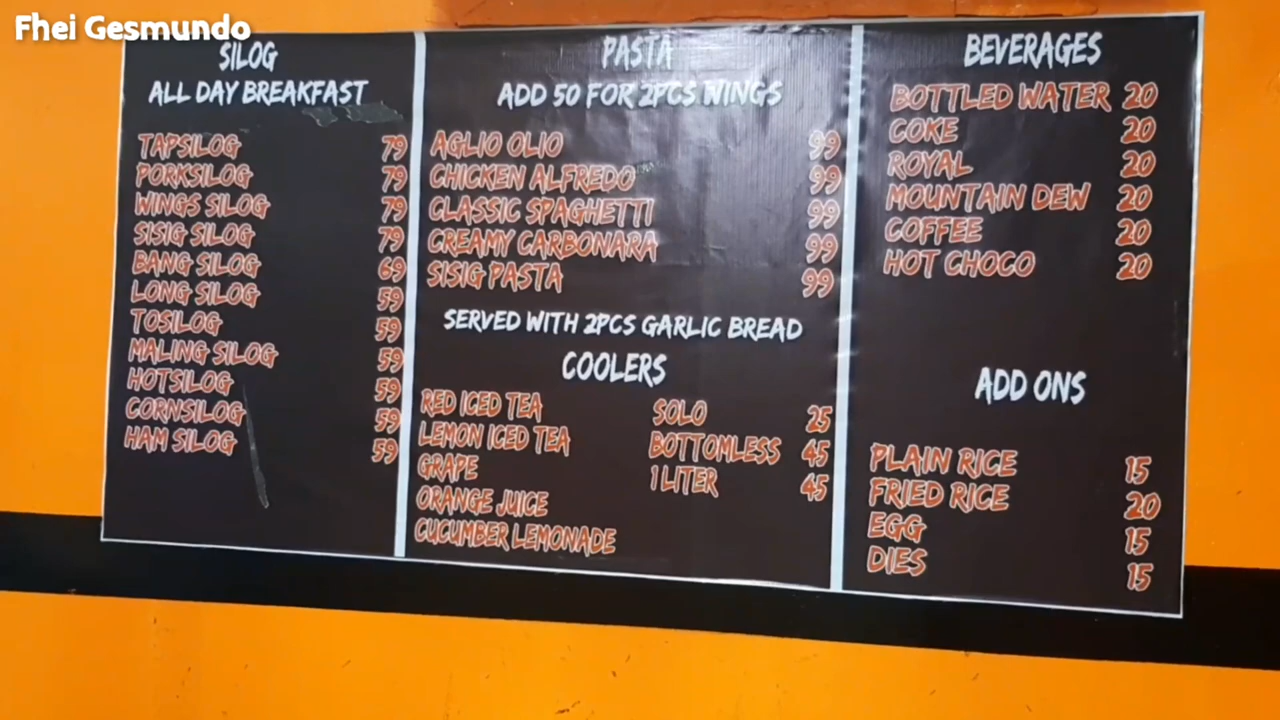 Fhei Gesmundo
SILOG
ALL DAY BREAKFAST
TAPSILOG 79
PORKSILOG 79
WINGS SILOG 79
SISIG SILOG 79
BANG SILOG 69
LONG SILOG 59
TOSILOG 59
MALING SILOG 59
HOTSILOG 59
CORNSILOG 59
HAM SILOG 59
PASTA
ADD 50 FOR 2PCS WINGS
AGLIO OLIO 99
CHICKEN ALFREDO 99
CLASSIC SPAGHETTI 99
CREAMY CARBONARA 99
SISIG PASTA 99
SERVED WITH 2PCS GARLIC BREAD
COOLERS
RED ICED TEA SOLO 25
LEMON ICED TEA BOTTOMLESS 45
GRAPE 1 LITER 45
ORANGE JUICE
CUCUMBER LEMONADE
BEVERAGES
BOTTLED WATER 20
COKE 20
ROYAL 20
MOUNTAIN DEW 20
COFFEE 20
HOT CHOCO 20
ADD ONS
PLAIN RICE 15
FRIED RICE 20
EGG 15
DIES 15